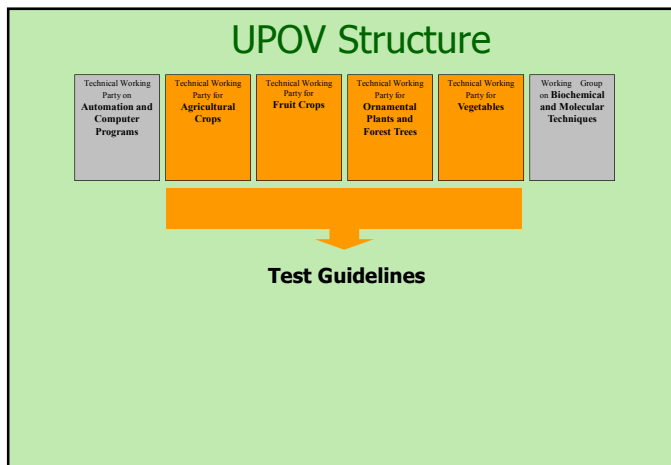 UPOV Structure
Technical Working
Party on
Automation and
Computer
Programs
Technical Working
Party for
Agricultural
Crops
Technical Working
Party for
Fruit Crops
Technical Working
Party for
Ornamental
Plants and
Forest Trees
Technical Working
Party for
Vegetables
Working Group
on Biochemical
and Molecular
Techniques
Test Guidelines